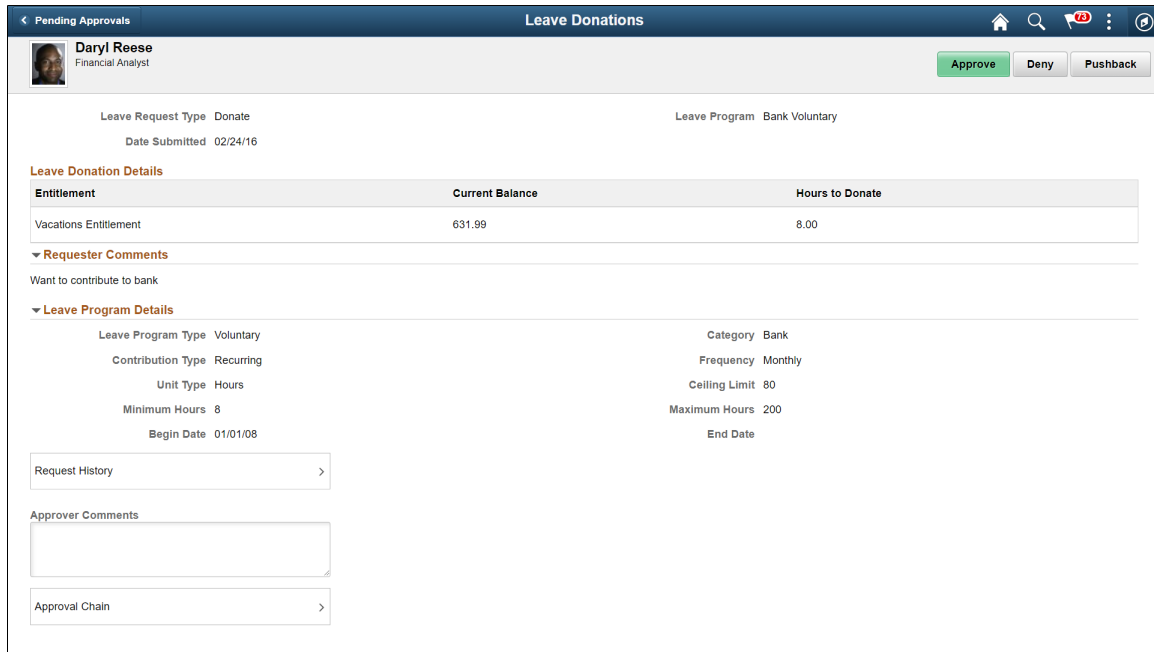 Pending Approvals Leave Donations 73
Daryl Reese
Financial Analyst
Approve Deny Pushback
Leave Request Type Donate Leave Program Bank Voluntary
Date Submitted 02/24/16
Leave Donation Details
Entitlement Current Balance Hours to Donate
Vacations Entitlement 631.99 8.00
Requester Comments
Want to contribute to bank
Leave Program Details
Leave Program Type Voluntary Category Bank
Contribution Type Recurring Frequency Monthly
Unit Type Hours Ceiling Limit 80
Minimum Hours 8 Maximum Hours 200
Begin Date 01/01/08 End Date
Request History
Approver Comments
Approval Chain